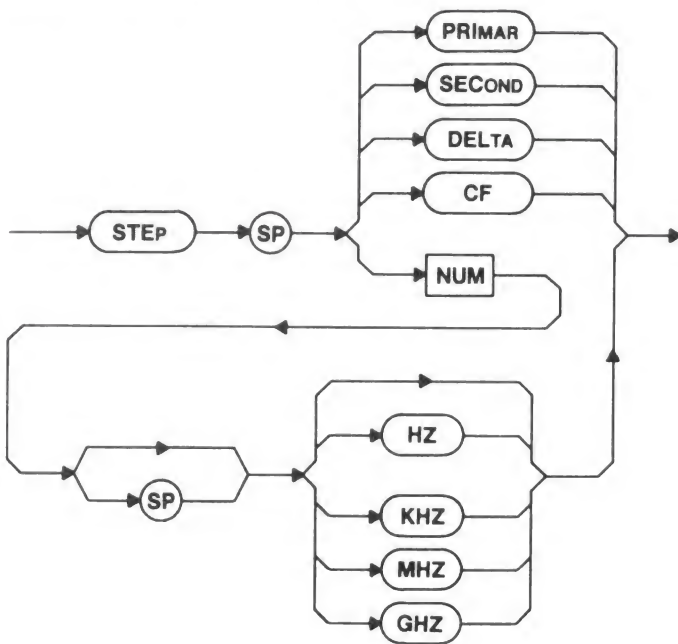 PRIMAR
SECOND
DELTA
CF
STEP SP
NUM
SP
HZ
KHZ
MHZ
GHZ